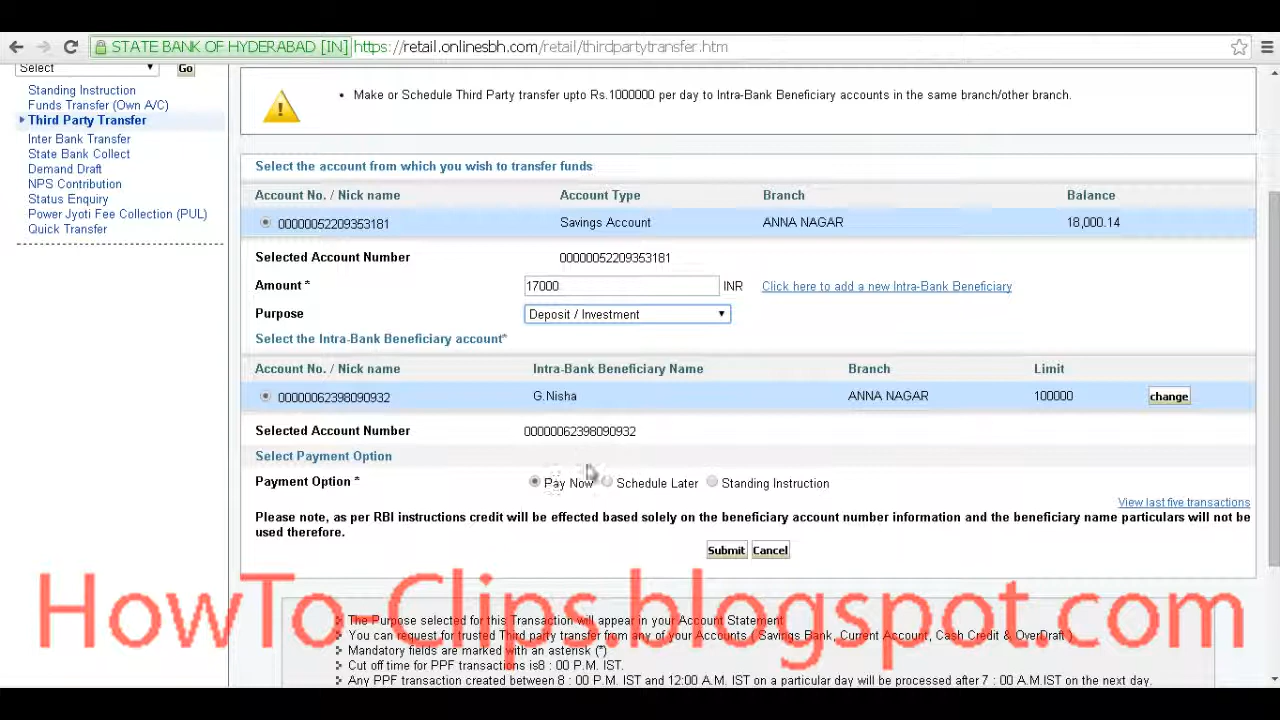 STATE BANK OF HYDERABAD [IN] https://retail.onlinesbh.com/retail/thirdpartytransfer.htm
Select Go
Standing Instruction
Funds Transfer (Own A/C)
Third Party Transfer
Inter Bank Transfer
State Bank Collect
Demand Draft
NPS Contribution
Status Enquiry
Power Jyoti Fee Collection (PUL)
Quick Transfer
• Make or Schedule Third Party transfer upto Rs.1000000 per day to Intra-Bank Beneficiary accounts in the same branch/other branch.
Select the account from which you wish to transfer funds
Account No. / Nick name Account Type Branch Balance
00000052209353181 Savings Account ANNA NAGAR 18,000.14
Selected Account Number 00000052209353181
Amount * 17000 INR Click here to add a new Intra-Bank Beneficiary
Purpose Deposit / Investment
Select the Intra-Bank Beneficiary account*
Account No. / Nick name Intra-Bank Beneficiary Name Branch Limit
00000062398090932 G.Nisha ANNA NAGAR 100000 change
Selected Account Number 00000062398090932
Select Payment Option
Payment Option * Pay Now Schedule Later Standing Instruction
View last five transactions
Please note, as per RBI instructions credit will be effected based solely on the beneficiary account number information and the beneficiary name particulars will not be
used therefore.
Submit Cancel
HowTo-Clips.blogspot.com
The Purpose selected for this Transaction will appear in your Account Statement
You can request for trusted Third party transfer from any of your Accounts (Savings Bank, Current Account, Cash Credit & OverDraft )
Mandatory fields are marked with an asterisk (*)
Cut off time for PPF transactions is8 : 00 P.M. IST.
Any PPF transaction created between 8 : 00 P.M. IST and 12:00 A.M. IST on a particular day will be processed after 7 : 00 A.M.IST on the next day.